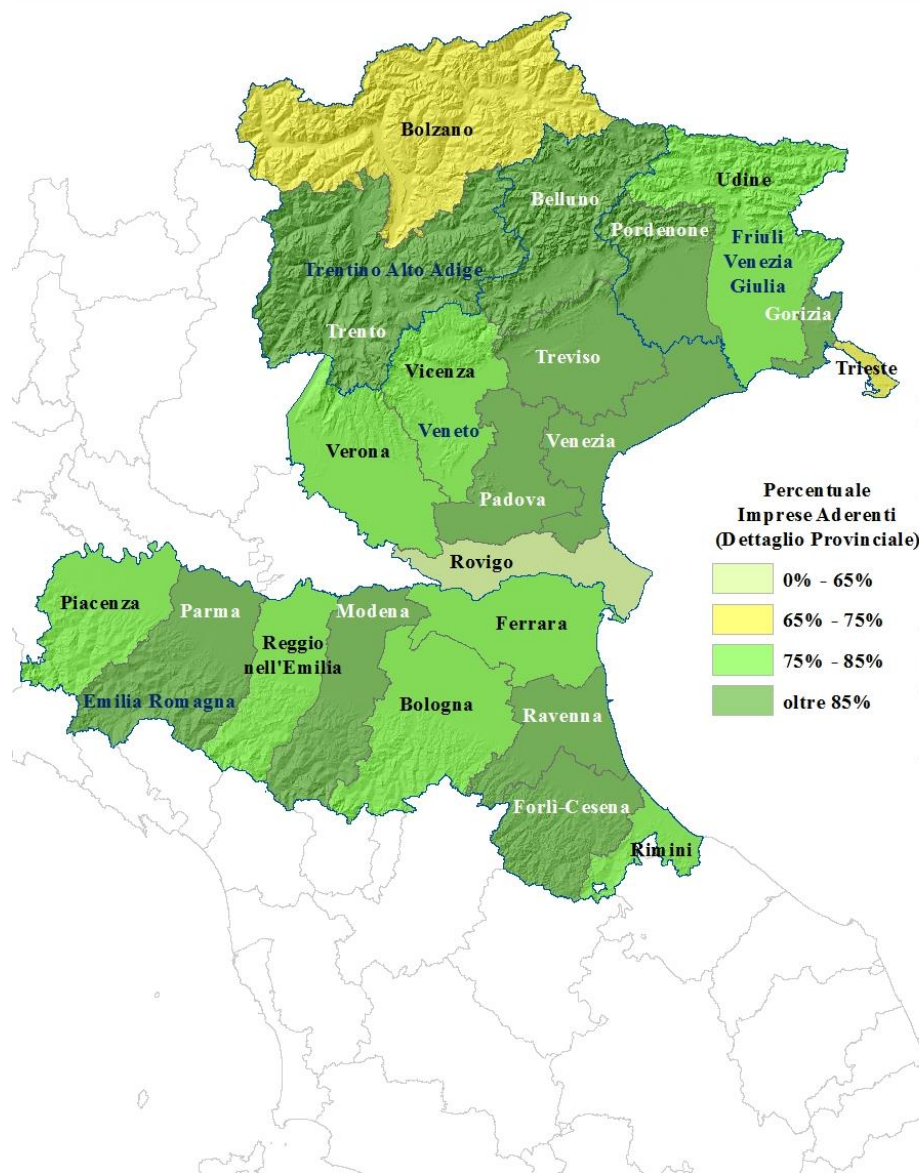 Bolzano
Belluno
Udine
Pordenone
Trentino Alto Adige
Friuli
Venezia
Giulia
Gorizia
Trento
Treviso
Trieste
Vicenza
Veneto
Venezia
Verona
Padova
Rovigo
Percentuale
Imprese Aderenti
(Dettaglio Provinciale)
0% - 65%
65% - 75%
75% - 85%
oltre 85%
Piacenza
Parma
Modena
Ferrara
Reggio
nell'Emilia
Emilia Romagna
Bologna
Ravenna
Forlì-Cesena
Rimini